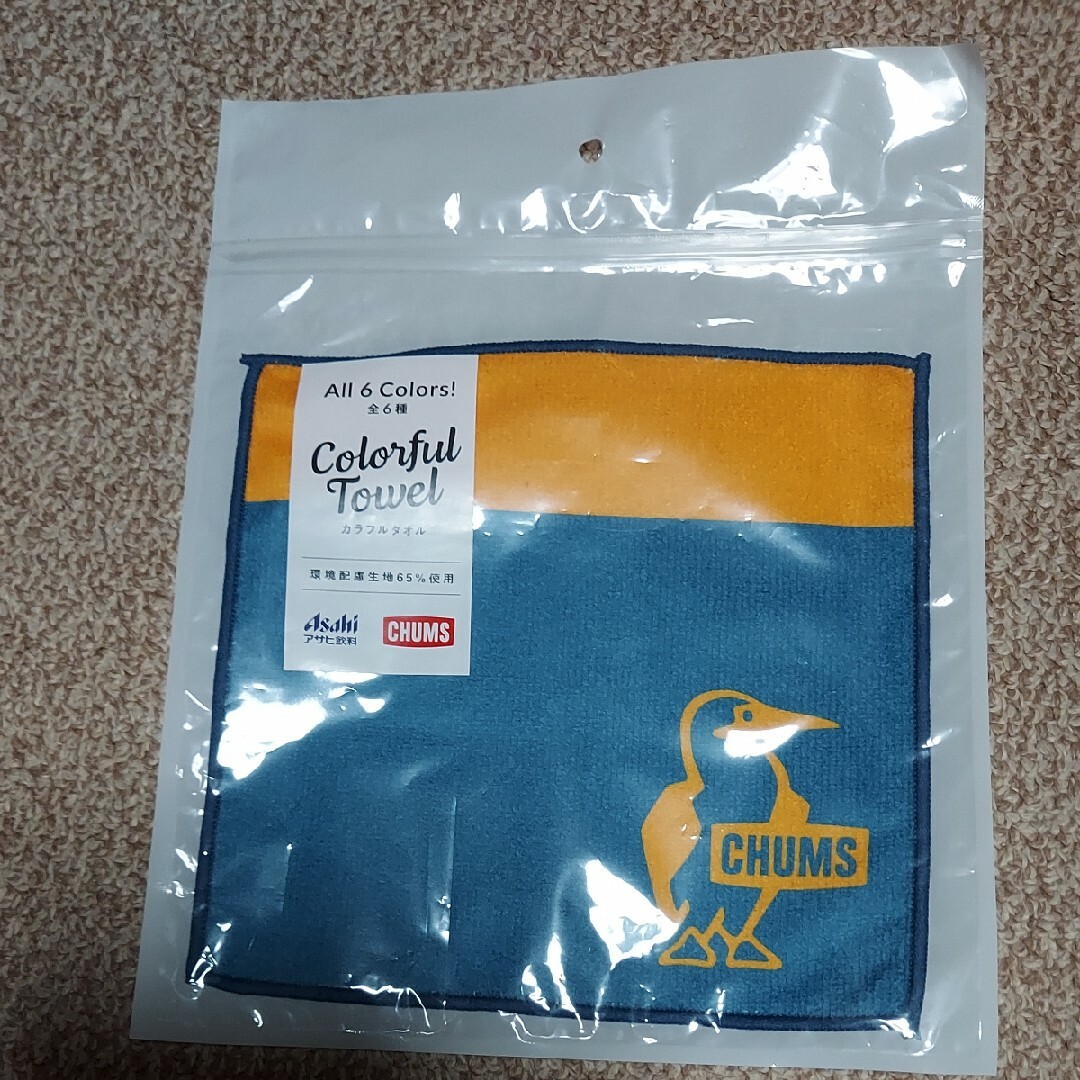 All 6 Colors!
全6種
Colorful
Towel
カラフルタオル
環境配慮生地65%使用
Asahi
アサヒ飲料
CHUMS
CHUMS